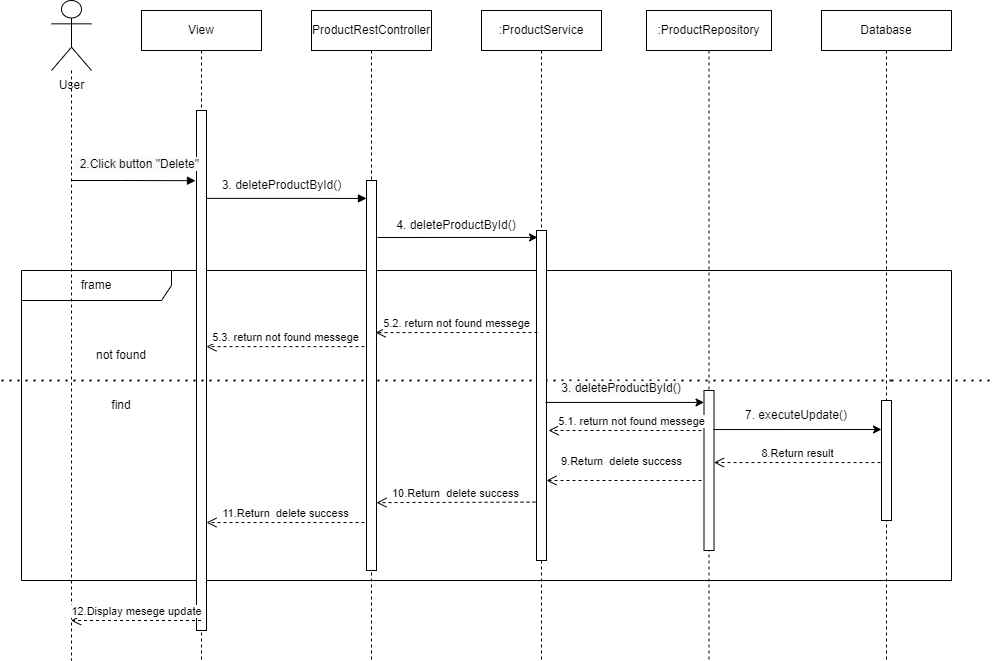 View
ProductRestController
:ProductService
:ProductRepository
Database
User
2.Click button "Delete"
3. deleteProductById()
4. deleteProductById()
frame
5.2. return not found messege
5.3. return not found messege
not found
3. deleteProductById()
find
7. executeUpdate()
5.1. return not found messege
8.Return result
9.Return  delete success
10.Return  delete success
11.Return  delete success
12.Display mesege update